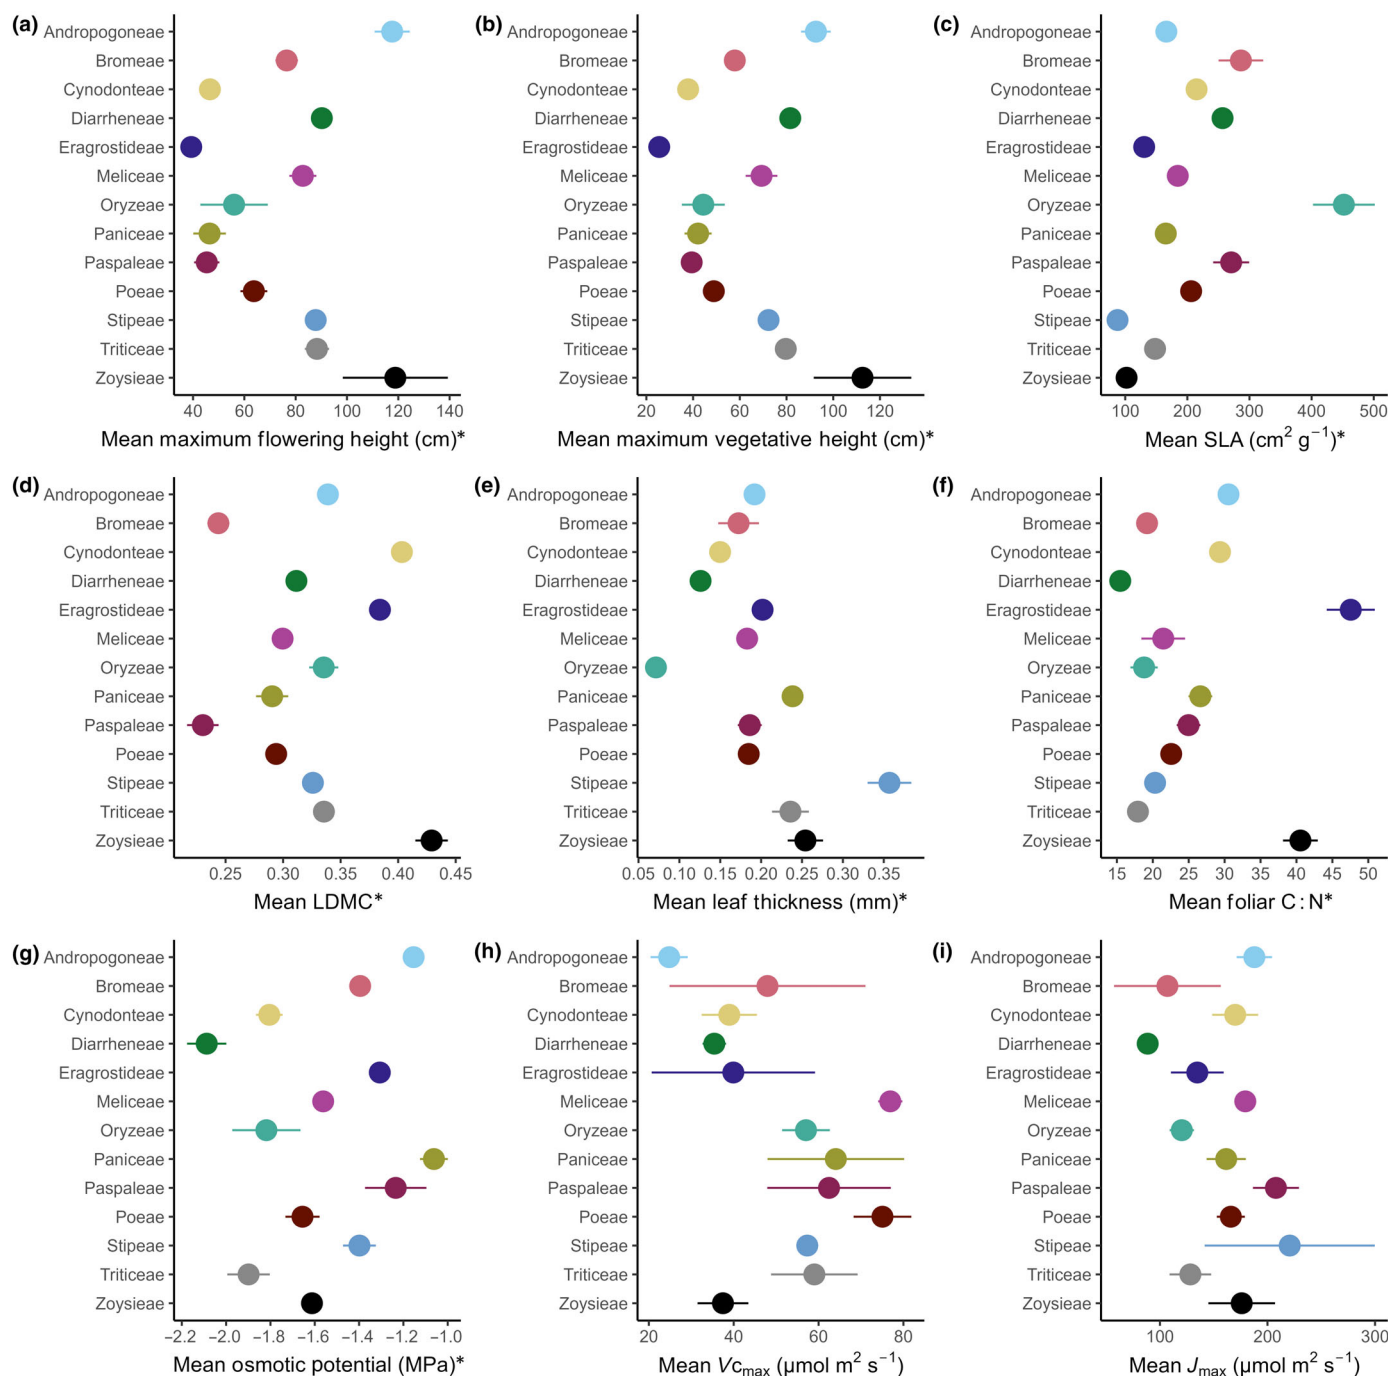 (a)
Andropogoneae
Bromeae
Cynodonteae
Diarrheneae
Eragrostideae
Meliceae
Oryzeae
Paniceae
Paspaleae
Poeae
Stipeae
Triticeae
Zoysieae
40 60 80 100 120 140
Mean maximum flowering height (cm)*
(b)
Andropogoneae
Bromeae
Cynodonteae
Diarrheneae
Eragrostideae
Meliceae
Oryzeae
Paniceae
Paspaleae
Poeae
Stipeae
Triticeae
Zoysieae
20 40 60 80 100 120
Mean maximum vegetative height (cm)*
(c)
Andropogoneae
Bromeae
Cynodonteae
Diarrheneae
Eragrostideae
Meliceae
Oryzeae
Paniceae
Paspaleae
Poeae
Stipeae
Triticeae
Zoysieae
100 200 300 400 500
Mean SLA (cm² g⁻¹)*
(d)
Andropogoneae
Bromeae
Cynodonteae
Diarrheneae
Eragrostideae
Meliceae
Oryzeae
Paniceae
Paspaleae
Poeae
Stipeae
Triticeae
Zoysieae
0.25 0.30 0.35 0.40 0.45
Mean LDMC*
(e)
Andropogoneae
Bromeae
Cynodonteae
Diarrheneae
Eragrostideae
Meliceae
Oryzeae
Paniceae
Paspaleae
Poeae
Stipeae
Triticeae
Zoysieae
0.05 0.10 0.15 0.20 0.25 0.30 0.35
Mean leaf thickness (mm)*
(f)
Andropogoneae
Bromeae
Cynodonteae
Diarrheneae
Eragrostideae
Meliceae
Oryzeae
Paniceae
Paspaleae
Poeae
Stipeae
Triticeae
Zoysieae
15 20 25 30 35 40 45 50
Mean foliar C : N*
(g)
Andropogoneae
Bromeae
Cynodonteae
Diarrheneae
Eragrostideae
Meliceae
Oryzeae
Paniceae
Paspaleae
Poeae
Stipeae
Triticeae
Zoysieae
−2.2 −2.0 −1.8 −1.6 −1.4 −1.2 −1.0
Mean osmotic potential (MPa)*
(h)
Andropogoneae
Bromeae
Cynodonteae
Diarrheneae
Eragrostideae
Meliceae
Oryzeae
Paniceae
Paspaleae
Poeae
Stipeae
Triticeae
Zoysieae
20 40 60 80
Mean Vcmax (μmol m² s⁻¹)
(i)
Andropogoneae
Bromeae
Cynodonteae
Diarrheneae
Eragrostideae
Meliceae
Oryzeae
Paniceae
Paspaleae
Poeae
Stipeae
Triticeae
Zoysieae
100 200 300
Mean Jmax (μmol m² s⁻¹)